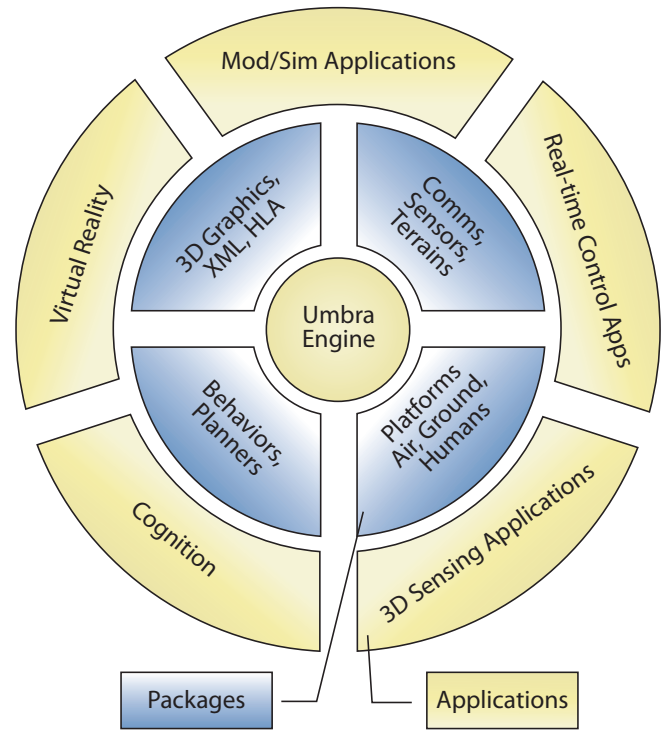 Mod/Sim Applications
Real-time Control Apps
Virtual Reality
3D Graphics,
XML, HLA
Comms,
Sensors,
Terrains
Umbra
Engine
Behaviors,
Planners
Platforms
Air, Ground,
Humans
Cognition
3D Sensing Applications
Packages
Applications